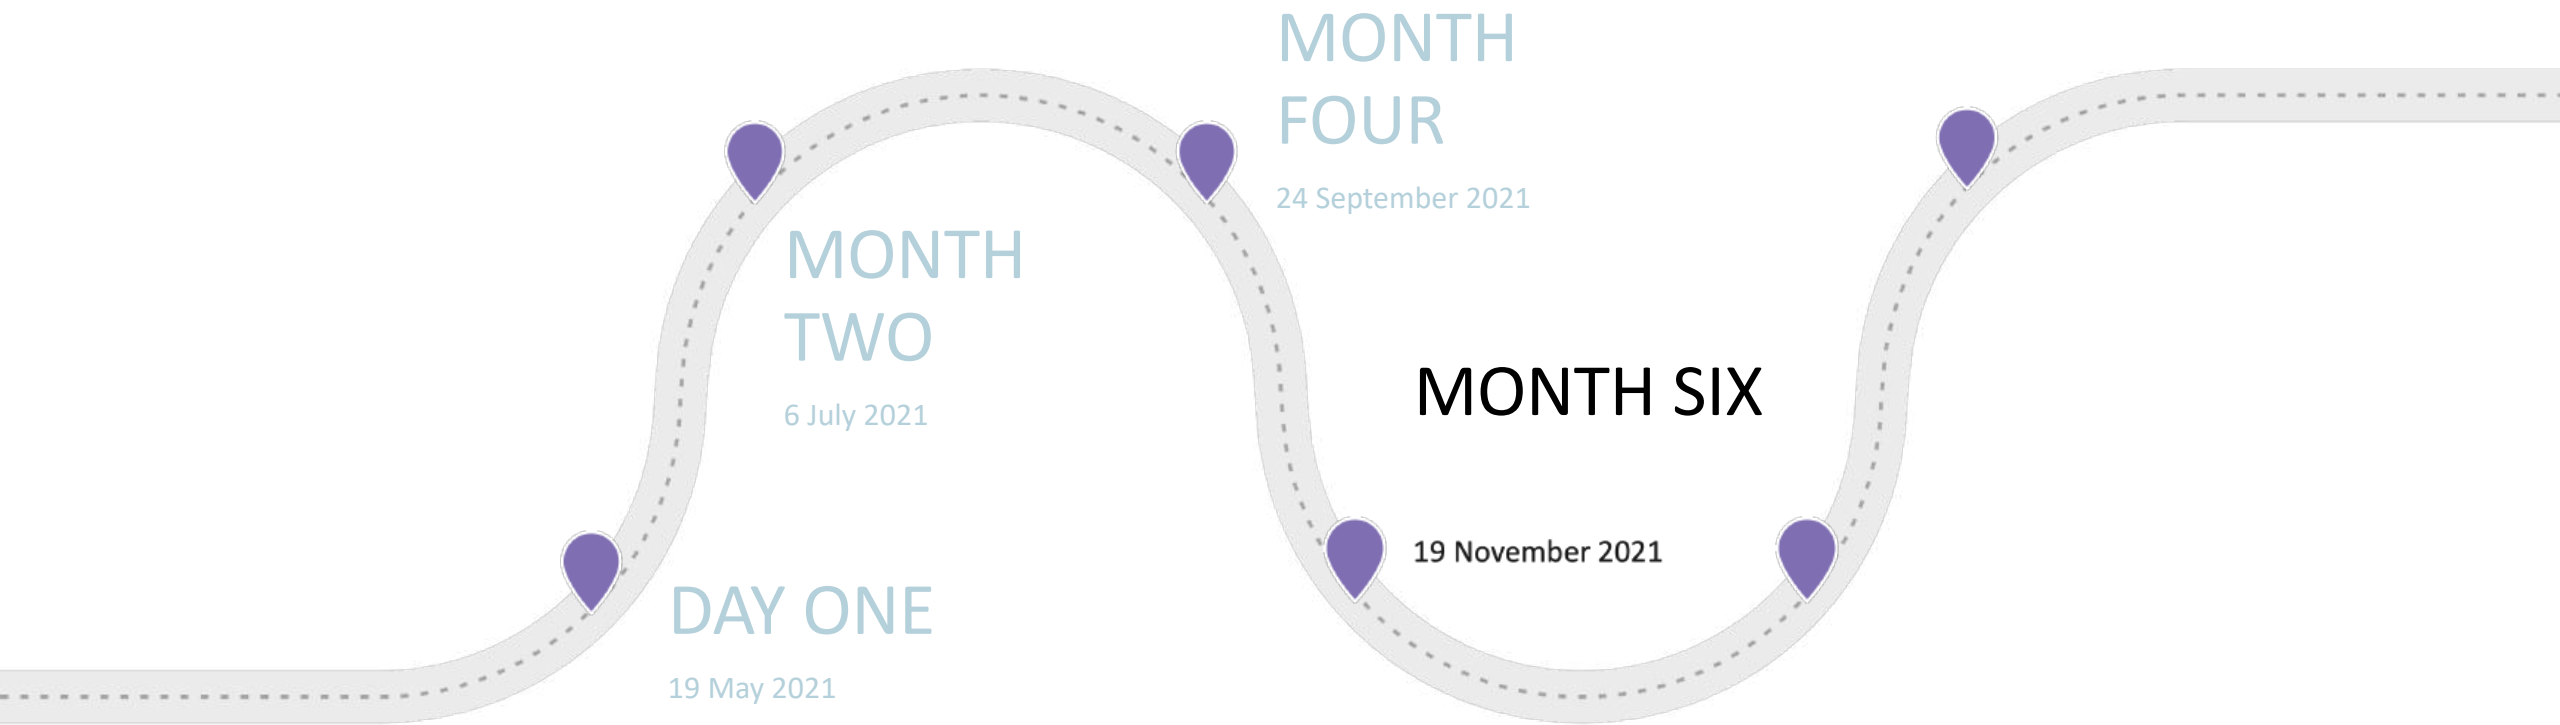 DAY ONE
19 May 2021
MONTH
TWO
6 July 2021
MONTH
FOUR
24 September 2021
MONTH SIX
19 November 2021